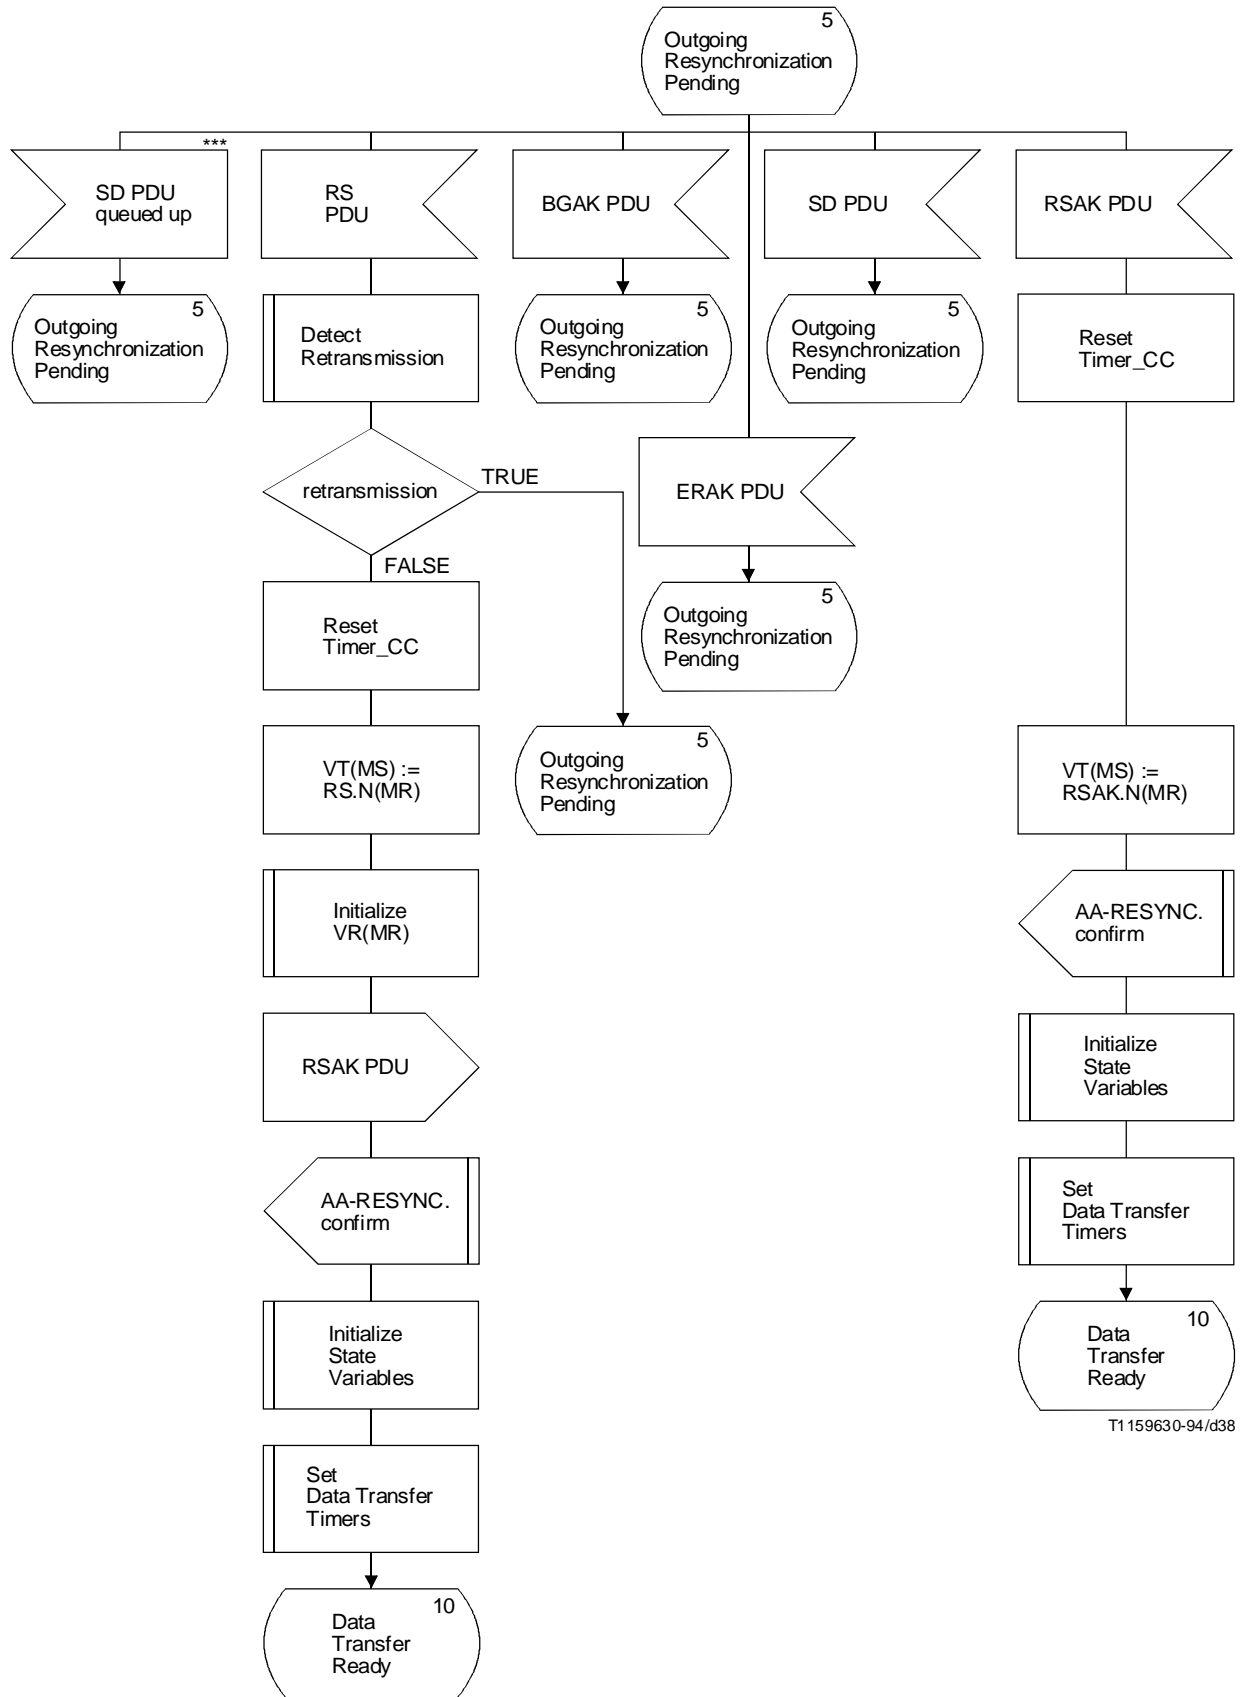 5
Outgoing
Resynchronization
Pending
***
SD PDU
queued up
RS
PDU
BGAK PDU
SD PDU
RSAK PDU
5
Outgoing
Resynchronization
Pending
Detect
Retransmission
5
Outgoing
Resynchronization
Pending
5
Outgoing
Resynchronization
Pending
Reset
Timer_CC
retransmission
TRUE
FALSE
ERAK PDU
5
Outgoing
Resynchronization
Pending
Reset
Timer_CC
5
Outgoing
Resynchronization
Pending
VT(MS) :=
RS.N(MR)
VT(MS) :=
RSAK.N(MR)
Initialize
VR(MR)
AA-RESYNC.
confirm
RSAK PDU
Initialize
State
Variables
AA-RESYNC.
confirm
Set
Data Transfer
Timers
Initialize
State
Variables
10
Data
Transfer
Ready
T1159630-94/d38
Set
Data Transfer
Timers
10
Data
Transfer
Ready